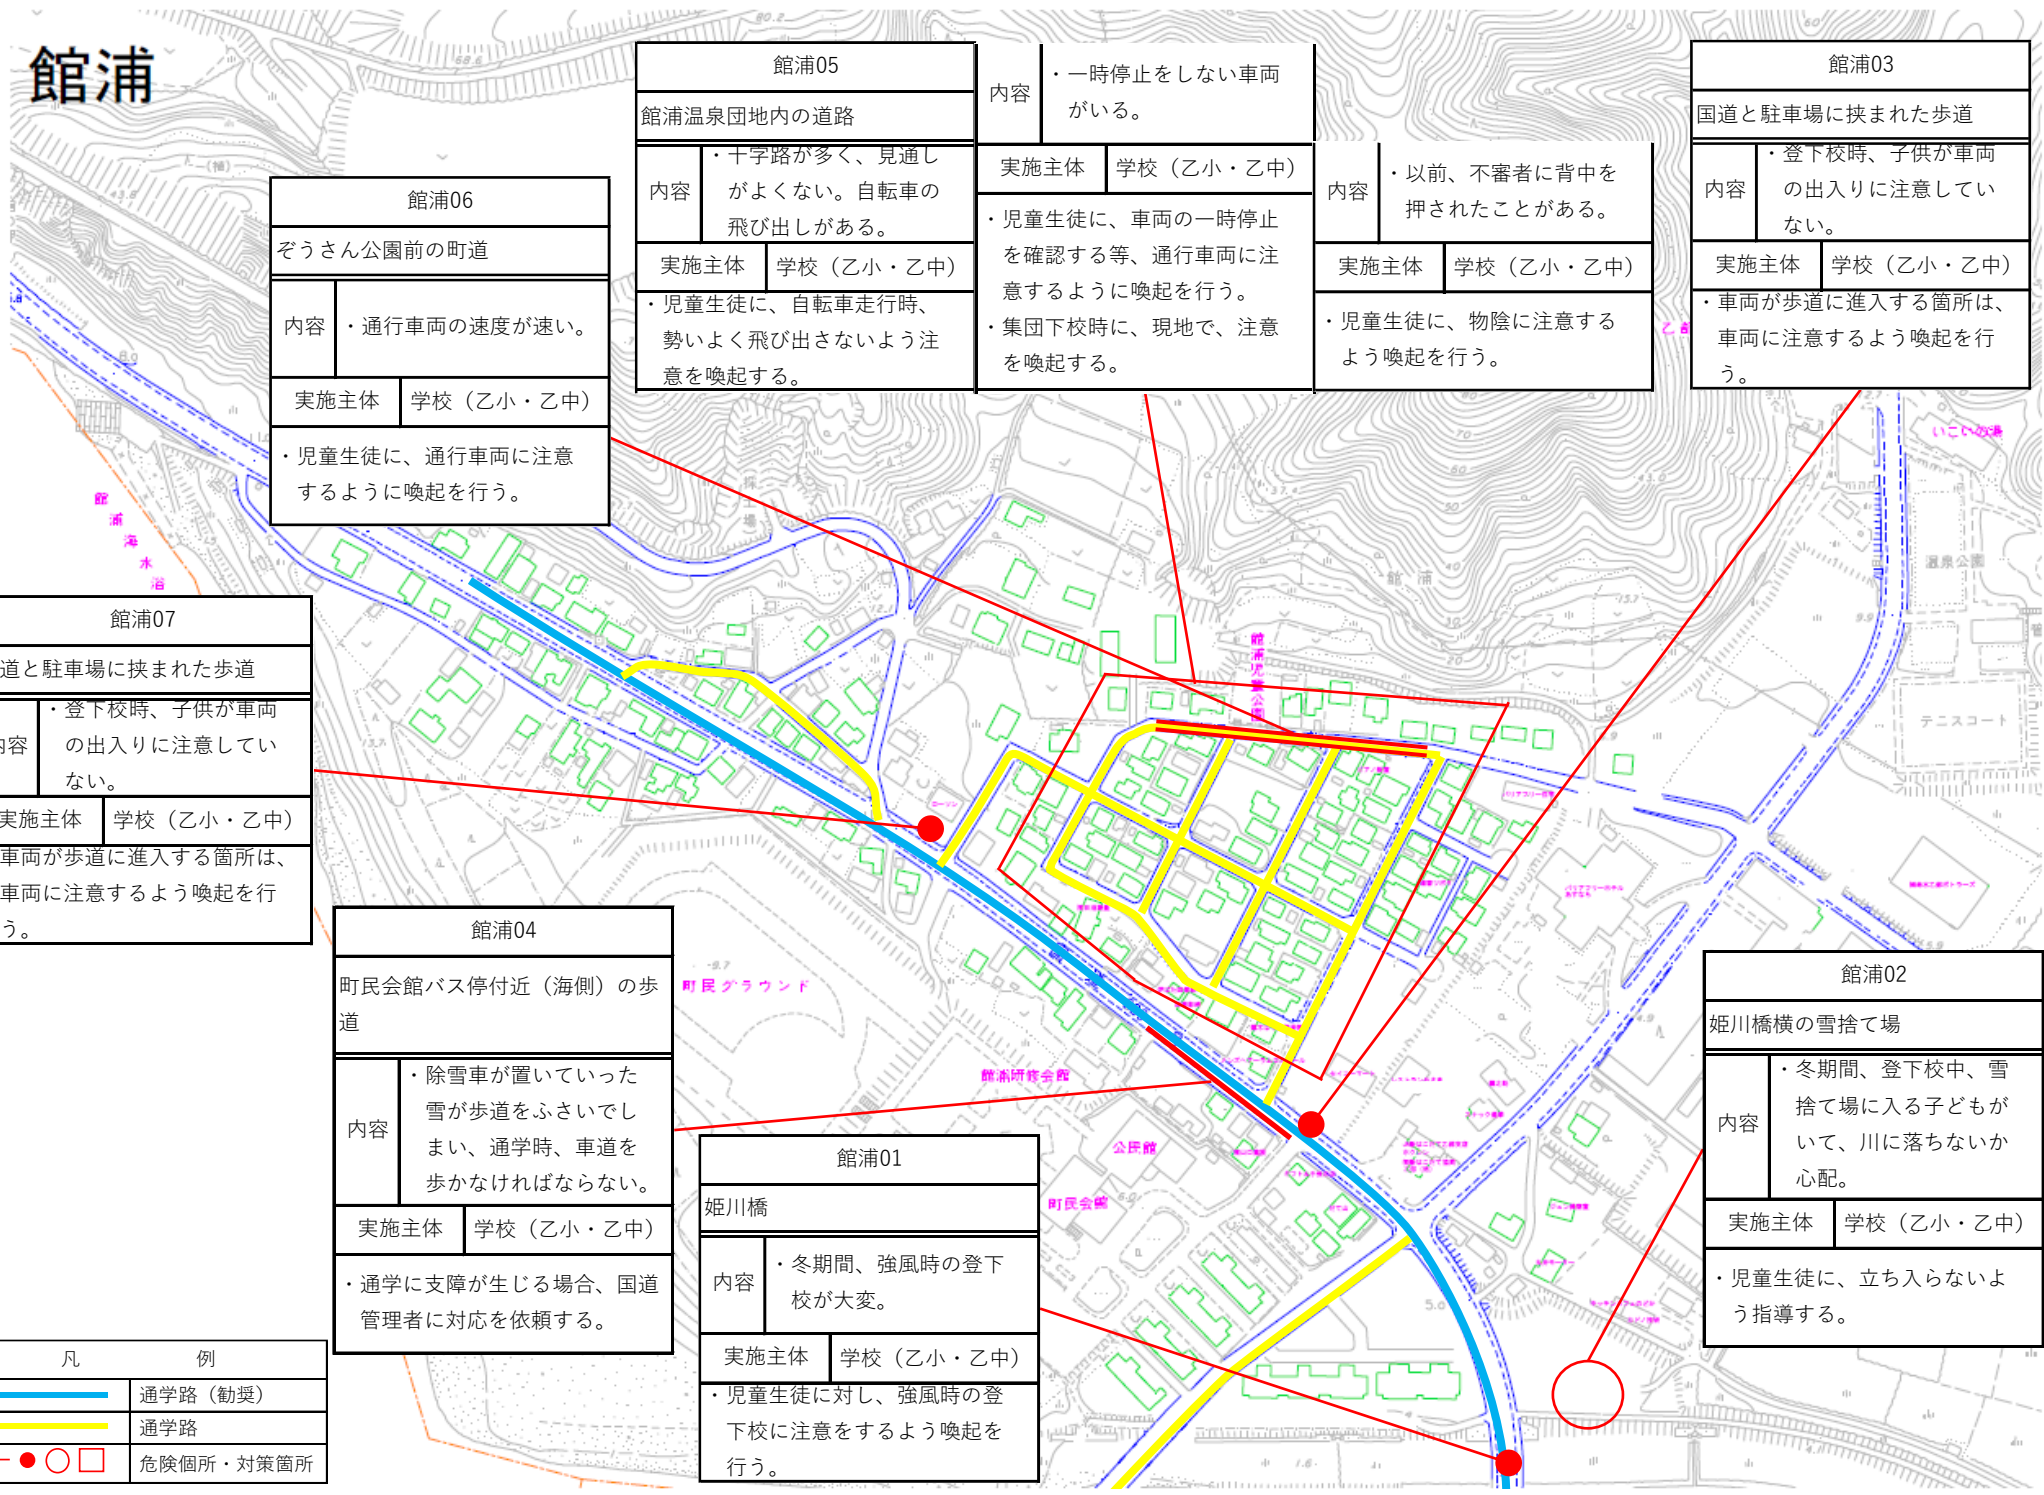 館浦
館浦05
館浦温泉団地内の道路
内容
・十字路が多く、見通し
がよくない。自転車の
飛び出しがある。
実施主体
学校（乙小・乙中）
・児童生徒に、自転車走行時、
勢いよく飛び出さないよう注
意を喚起する。
内容
・一時停止をしない車両
がいる。
実施主体
学校（乙小・乙中）
・児童生徒に、車両の一時停止
を確認する等、通行車両に注
意するように喚起を行う。
・集団下校時に、現地で、注意
を喚起する。
内容
・以前、不審者に背中を
押されたことがある。
実施主体
学校（乙小・乙中）
・児童生徒に、物陰に注意する
よう喚起を行う。
館浦03
国道と駐車場に挟まれた歩道
内容
・登下校時、子供が車両
の出入りに注意してい
ない。
実施主体
学校（乙小・乙中）
・車両が歩道に進入する箇所は、
車両に注意するよう喚起を行
う。
館浦06
ぞうさん公園前の町道
内容
・通行車両の速度が速い。
実施主体
学校（乙小・乙中）
・児童生徒に、通行車両に注意
するように喚起を行う。
いこいの湯
温泉公園
テニスコート
館浦海水浴
館浦
館浦児童公園
ローソン
町民グラウンド
館浦研修会館
公民館
町民会館
館浦07
道と駐車場に挟まれた歩道
内容
・登下校時、子供が車両
の出入りに注意してい
ない。
実施主体
学校（乙小・乙中）
車両が歩道に進入する箇所は、
車両に注意するよう喚起を行
う。
館浦04
町民会館バス停付近（海側）の歩
道
内容
・除雪車が置いていった
雪が歩道をふさいでし
まい、通学時、車道を
歩かなければならない。
実施主体
学校（乙小・乙中）
・通学に支障が生じる場合、国道
管理者に対応を依頼する。
館浦01
姫川橋
内容
・冬期間、強風時の登下
校が大変。
実施主体
学校（乙小・乙中）
・児童生徒に対し、強風時の登
下校に注意をするよう喚起を
行う。
館浦02
姫川橋横の雪捨て場
内容
・冬期間、登下校中、雪
捨て場に入る子どもが
いて、川に落ちないか
心配。
実施主体
学校（乙小・乙中）
・児童生徒に、立ち入らないよ
う指導する。
凡 例
通学路（勧奨）
通学路
危険個所・対策箇所